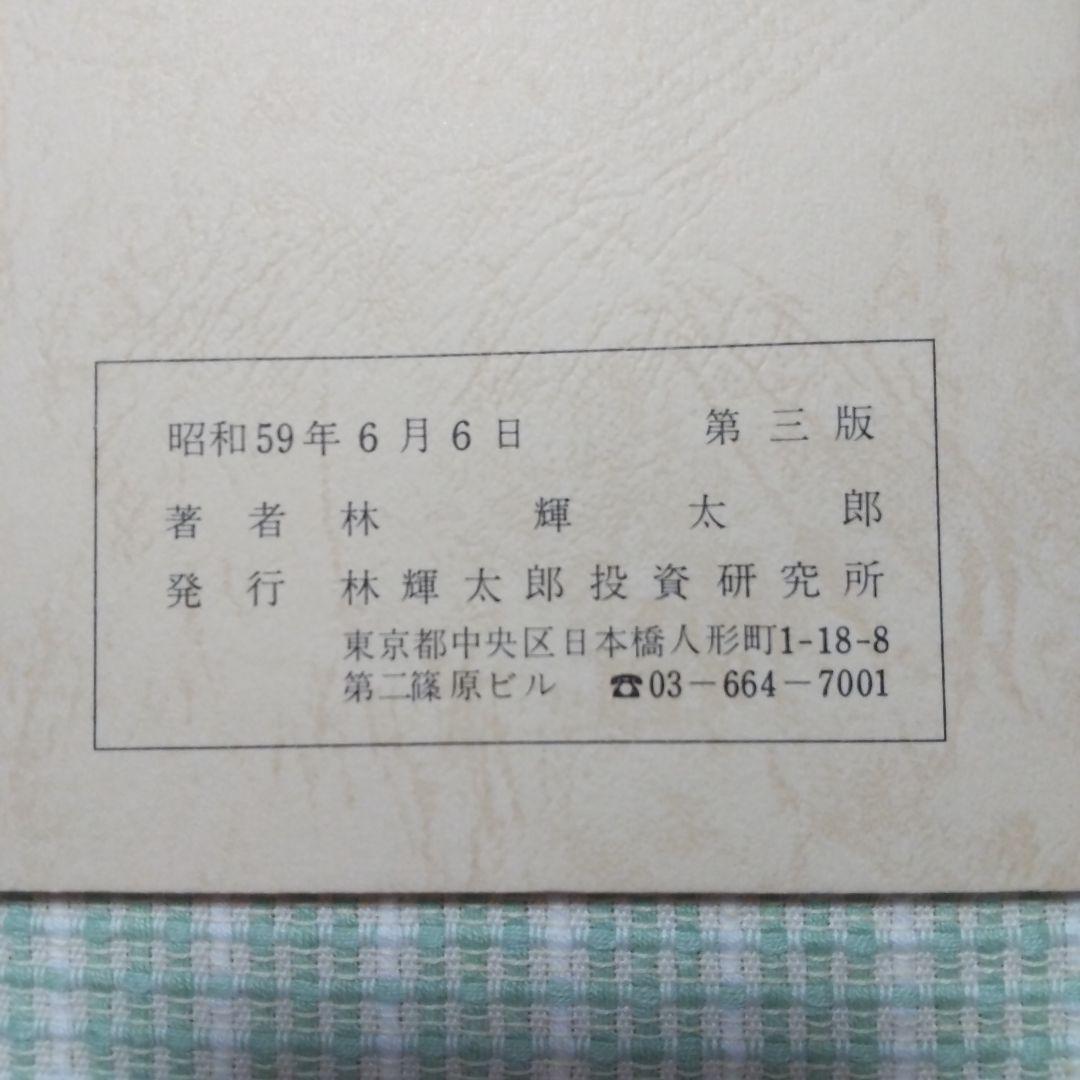 昭和59年6月6日 第三版
著者 林輝太郎
発行 林輝太郎投資研究所
東京都中央区日本橋人形町1-18-8
第二篠原ビル ☎03-664-7001